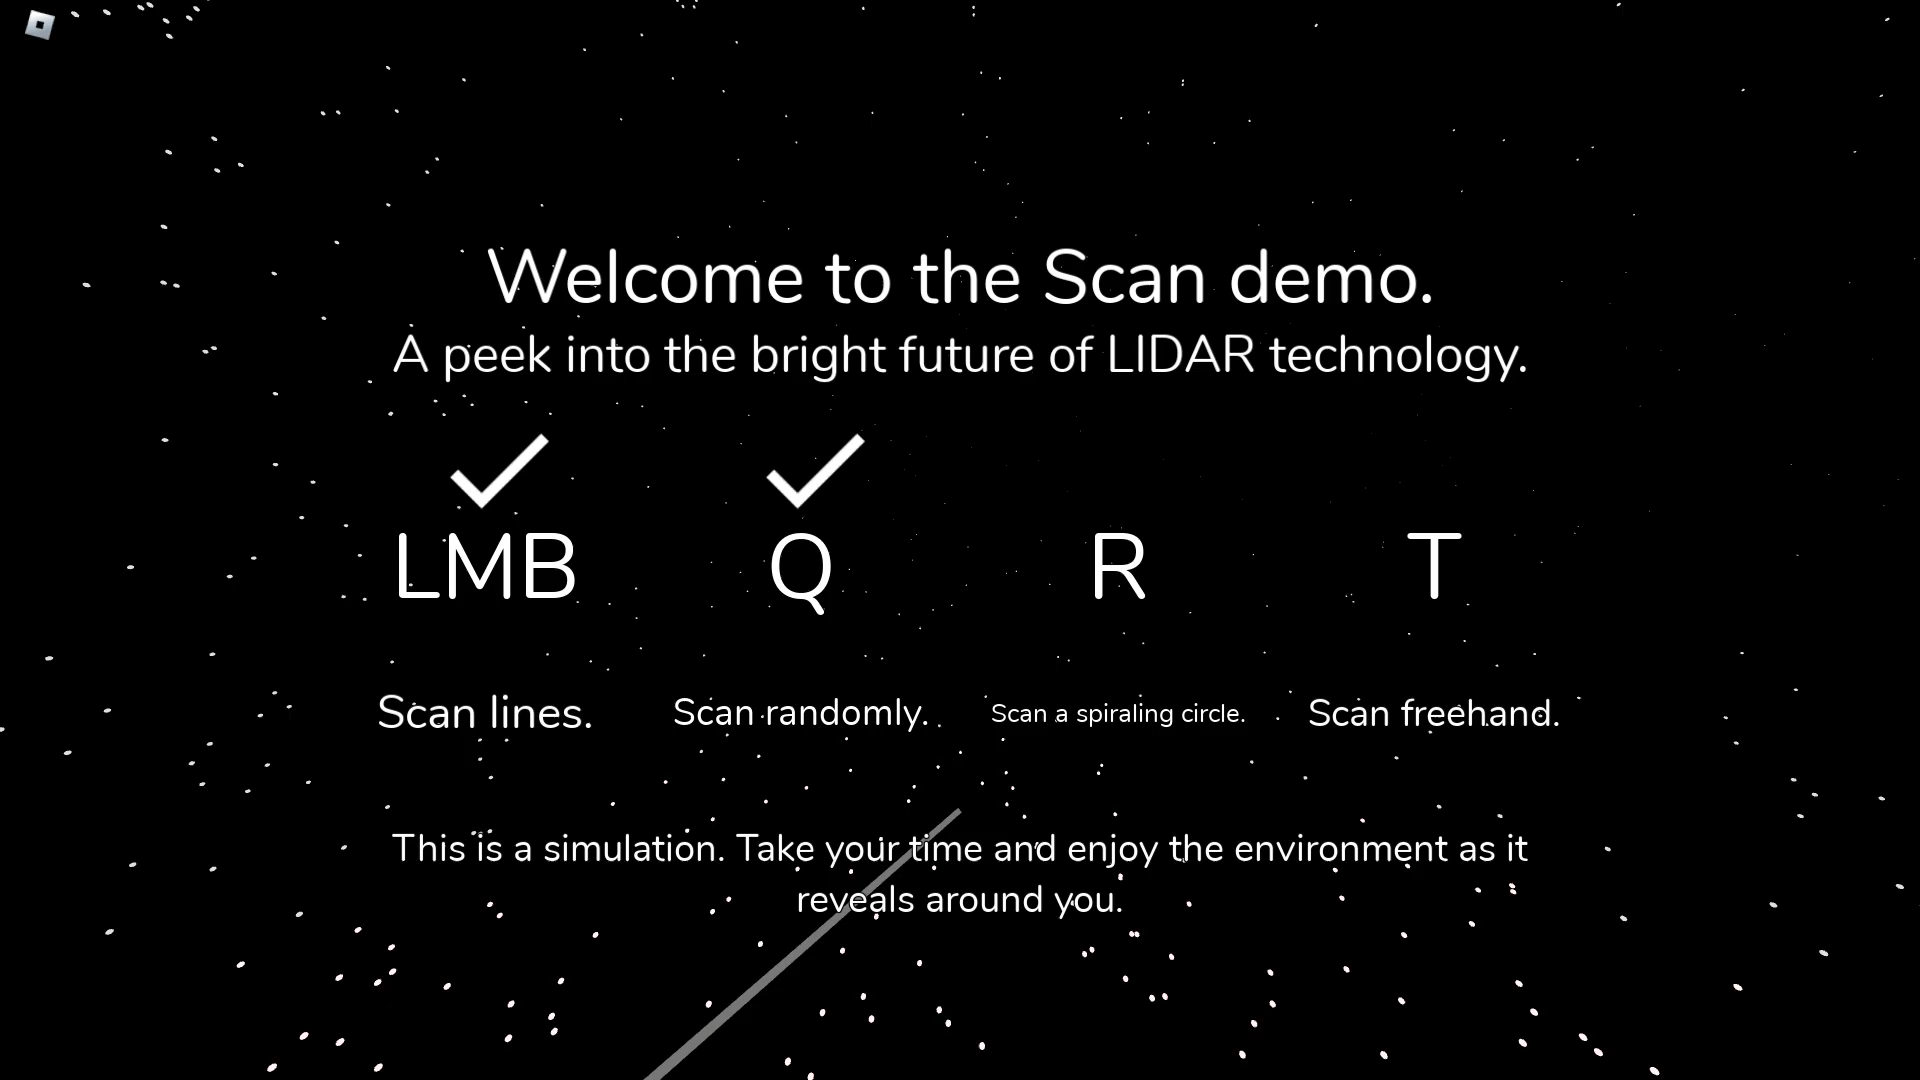 Welcome to the Scan demo.
A peek into the bright future of LIDAR technology.
LMB Q R T
Scan lines. Scan randomly. Scan a spiraling circle. Scan freehand.
This is a simulation. Take your time and enjoy the environment as it
reveals around you.